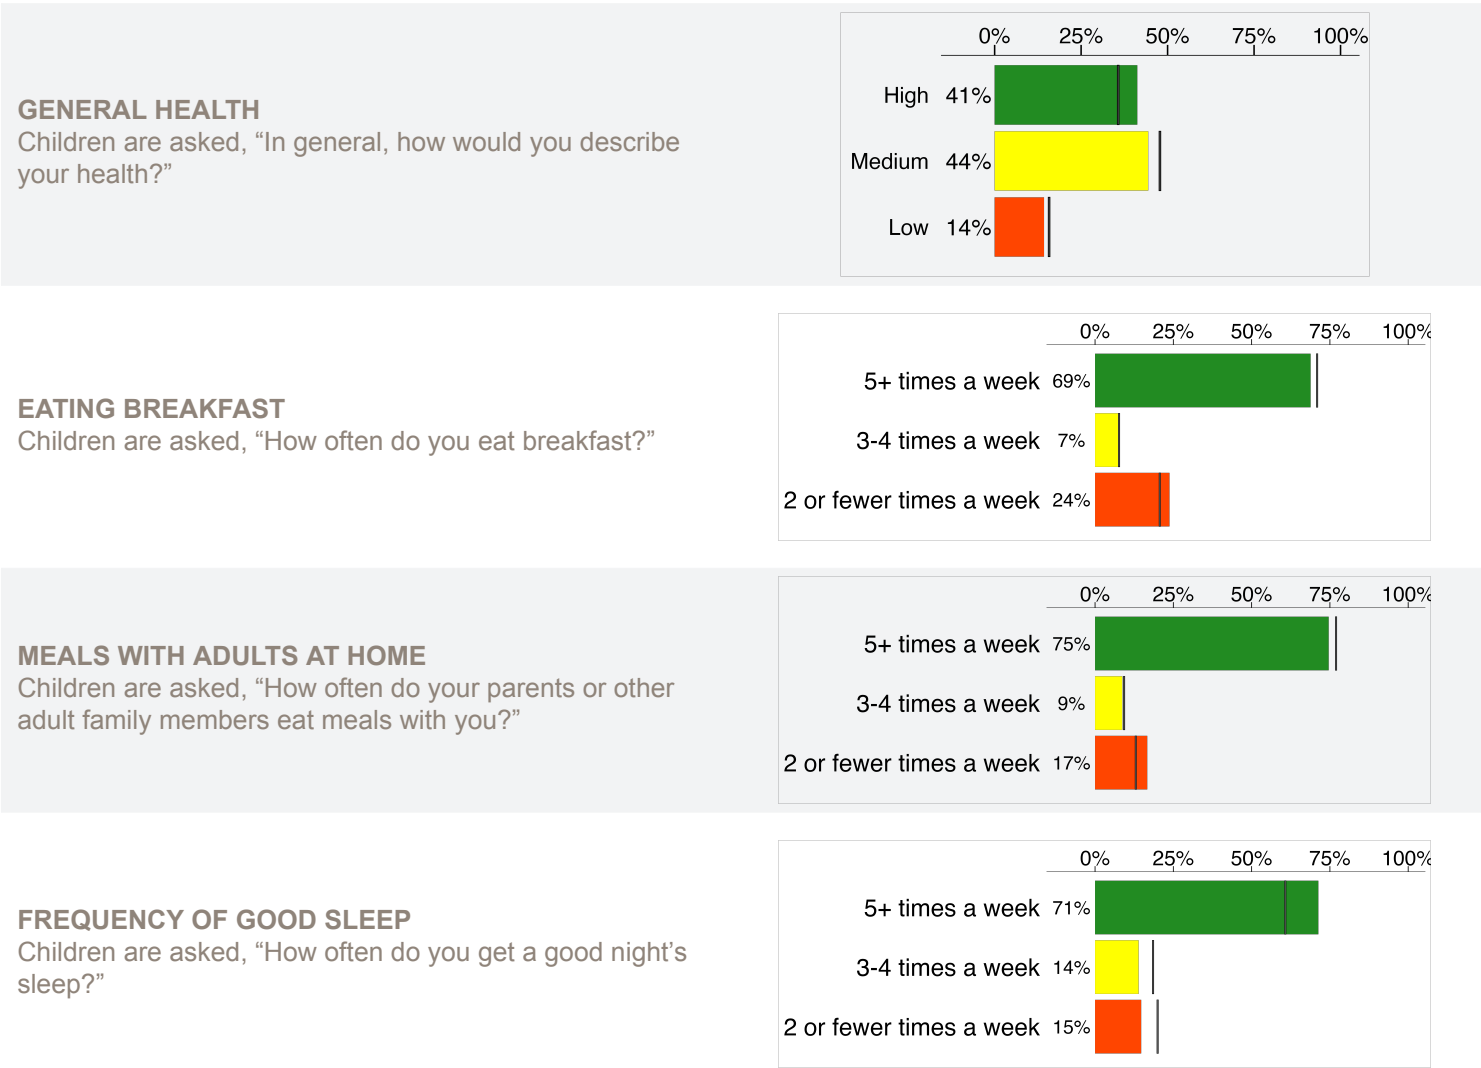 0% 25% 50% 75% 100%
GENERAL HEALTH
Children are asked, “In general, how would you describe
your health?”
High 41%
Medium 44%
Low 14%
0% 25% 50% 75% 100%
EATING BREAKFAST
Children are asked, “How often do you eat breakfast?”
5+ times a week 69%
3-4 times a week 7%
2 or fewer times a week 24%
0% 25% 50% 75% 100%
MEALS WITH ADULTS AT HOME
Children are asked, “How often do your parents or other
adult family members eat meals with you?”
5+ times a week 75%
3-4 times a week 9%
2 or fewer times a week 17%
0% 25% 50% 75% 100%
FREQUENCY OF GOOD SLEEP
Children are asked, “How often do you get a good night’s
sleep?”
5+ times a week 71%
3-4 times a week 14%
2 or fewer times a week 15%